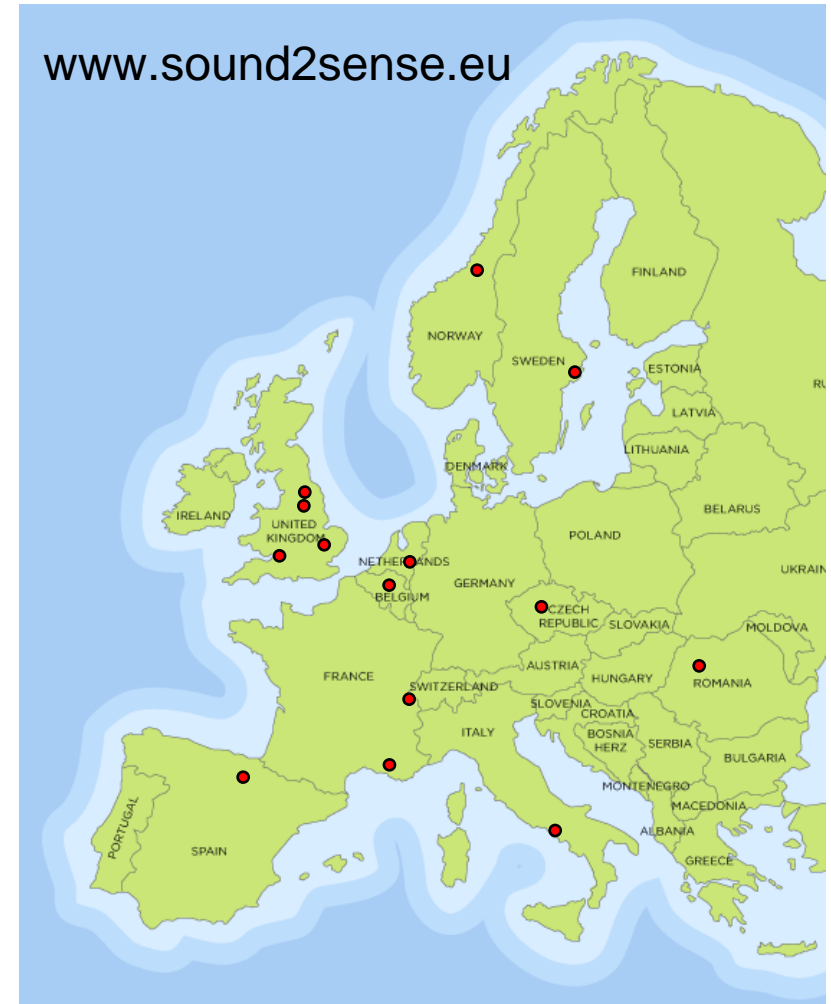 www.sound2sense.eu
FINLAND
NORWAY
SWEDEN
ESTONIA
RU
LATVIA
LITHUANIA
DENMARK
IRELAND
BELARUS
UNITED
KINGDOM
POLAND
NETHERLANDS
UKRAIN
GERMANY
BELGIUM
CZECH
REPUBLIC
SLOVAKIA
MOLDOVA
AUSTRIA
FRANCE
HUNGARY
SWITZERLAND
ROMANIA
SLOVENIA
CROATIA
ITALY
BOSNIA
HERZ
SERBIA
BULGARIA
MONTENEGRO
MACEDONIA
PORTUGAL
ALBANIA
SPAIN
GREECE